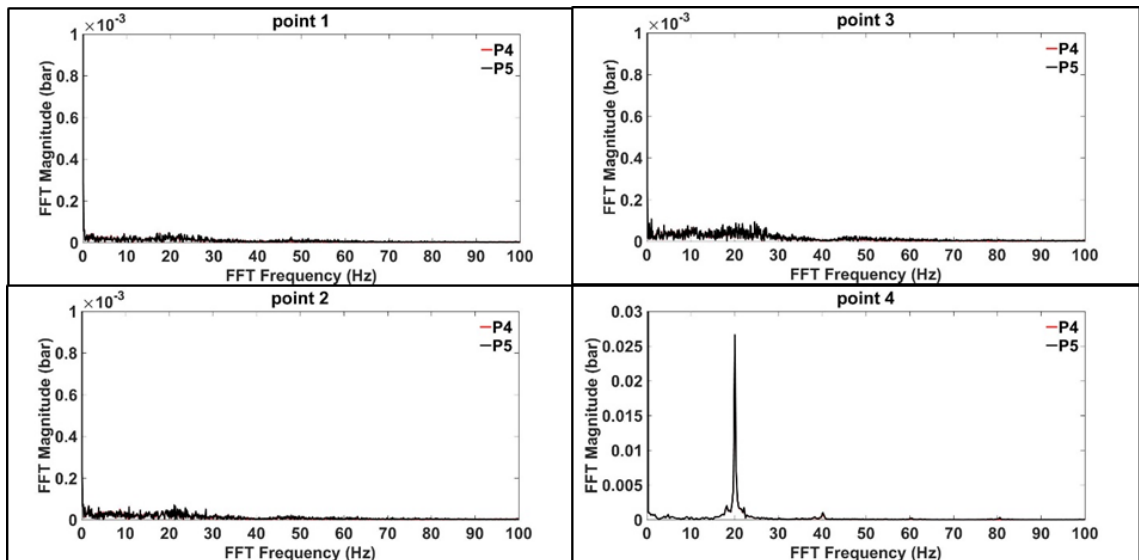 point 1
×10⁻³
FFT Magnitude (bar)
1
0.8
0.6
0.4
0.2
0
P4
P5
0 10 20 30 40 50 60 70 80 90 100
FFT Frequency (Hz)
point 3
×10⁻³
FFT Magnitude (bar)
1
0.8
0.6
0.4
0.2
0
P4
P5
0 10 20 30 40 50 60 70 80 90 100
FFT Frequency (Hz)
point 2
×10⁻³
FFT Magnitude (bar)
1
0.8
0.6
0.4
0.2
0
P4
P5
0 10 20 30 40 50 60 70 80 90 100
FFT Frequency (Hz)
point 4
FFT Magnitude (bar)
0.03
0.025
0.02
0.015
0.01
0.005
0
P4
P5
0 10 20 30 40 50 60 70 80 90 100
FFT Frequency (Hz)